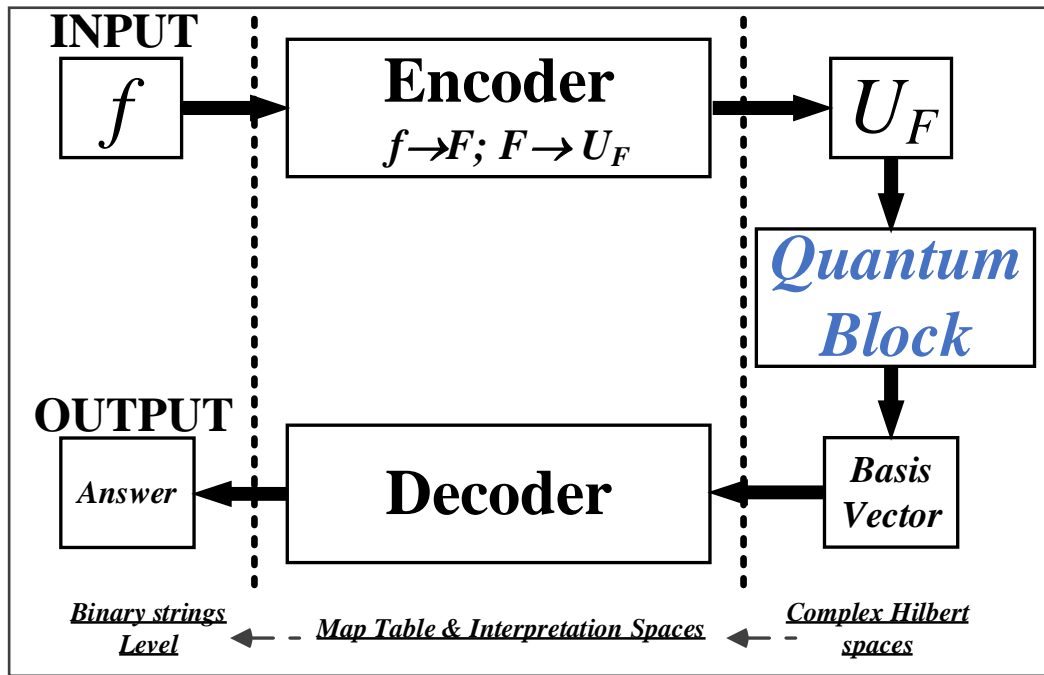 INPUT
f
Encoder
f→F; F→ U_F
U_F
Quantum
Block
OUTPUT
Answer
Decoder
Basis
Vector
Binary strings
Level
Map Table & Interpretation Spaces
Complex Hilbert
spaces